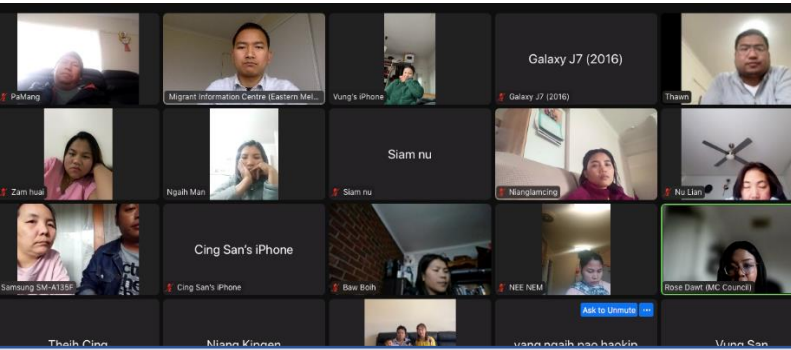 Galaxy J7 (2016)
PaMang
Migrant Information Centre (Eastern Mel...
Vung's iPhone
Galaxy J7 (2016)
Thawn
Siam nu
Zam huai
Ngaih Man
Siam nu
Nianglamcing
Nu Lian
Cing San's iPhone
Samsung SM-A135F
Cing San's iPhone
Baw Boih
NEE NEM
Rose Dawt (MC Council)
Ask to Unmute ...
Theih Cing
Niang Kingen
vang ngaih pao haokip
Vung San